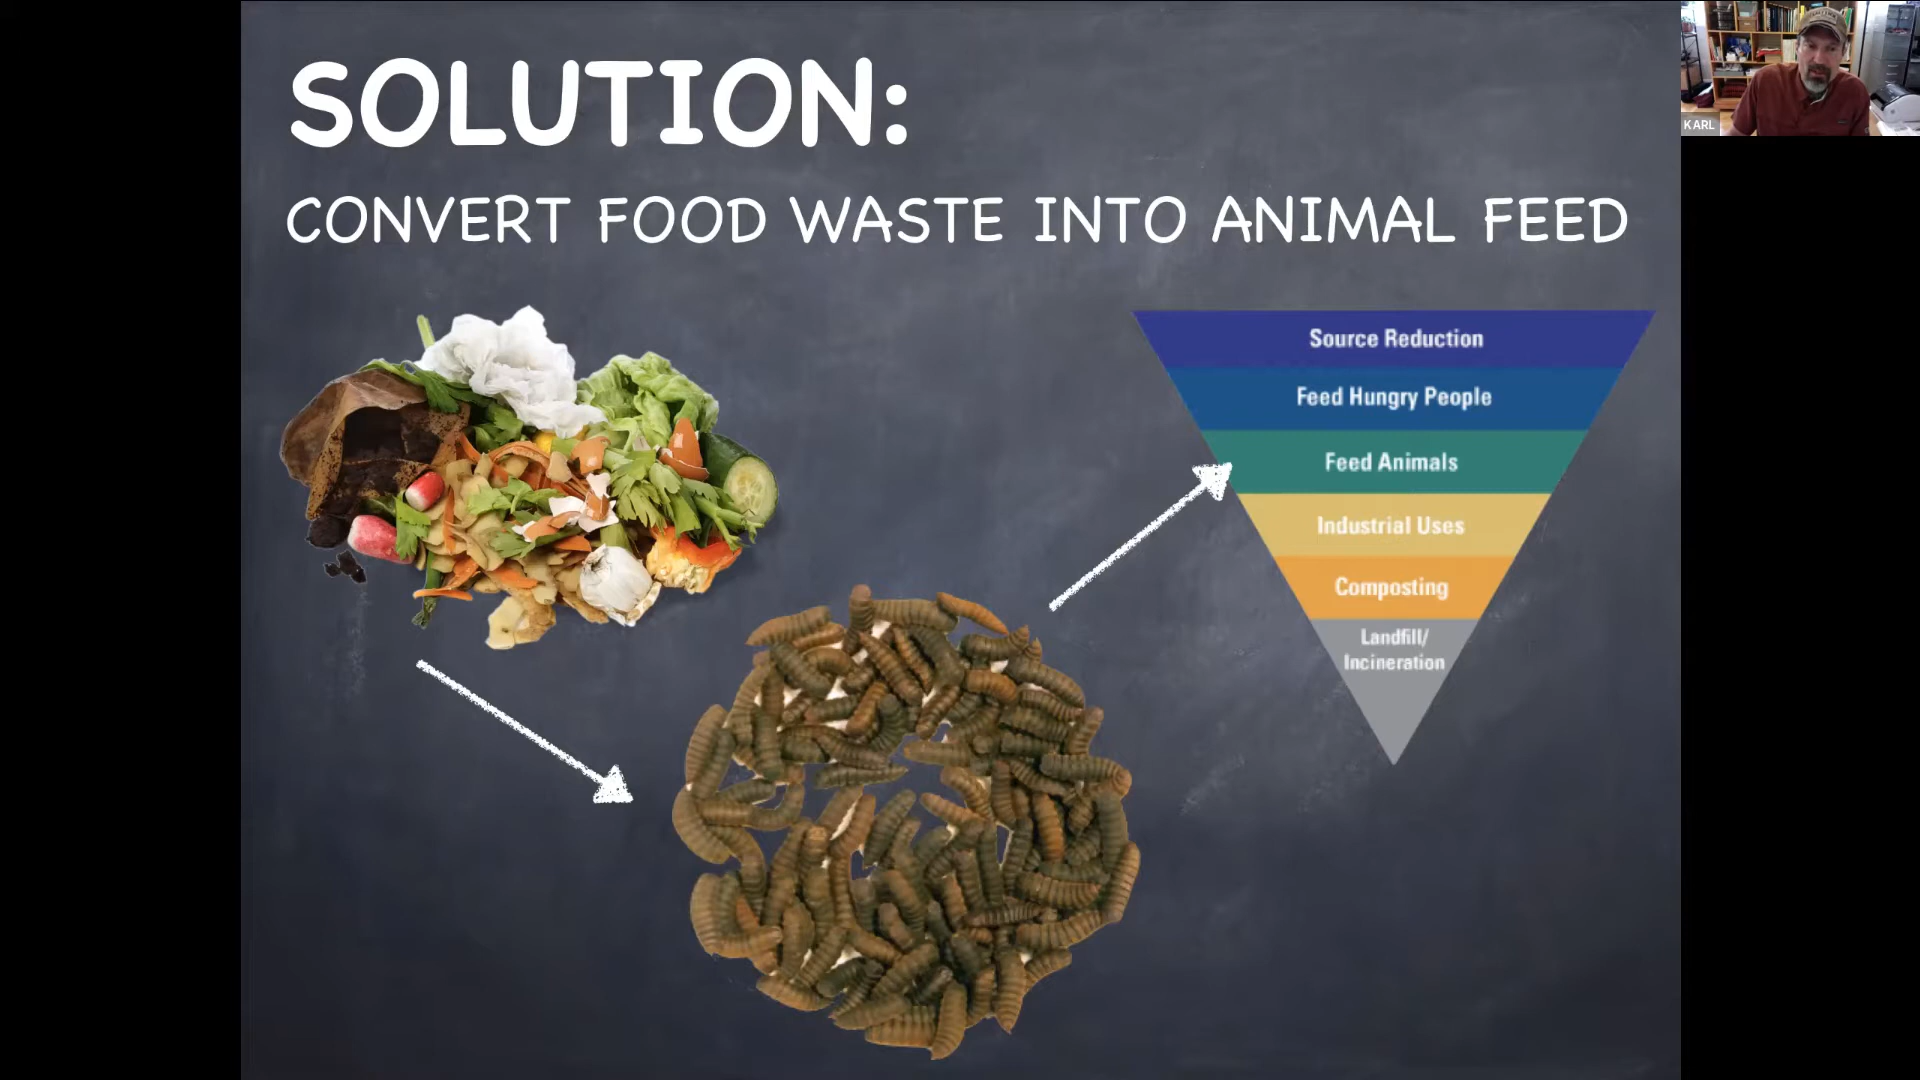 SOLUTION:
CONVERT FOOD WASTE INTO ANIMAL FEED
Source Reduction
Feed Hungry People
Feed Animals
Industrial Uses
Composting
Landfill/
Incineration
KARL